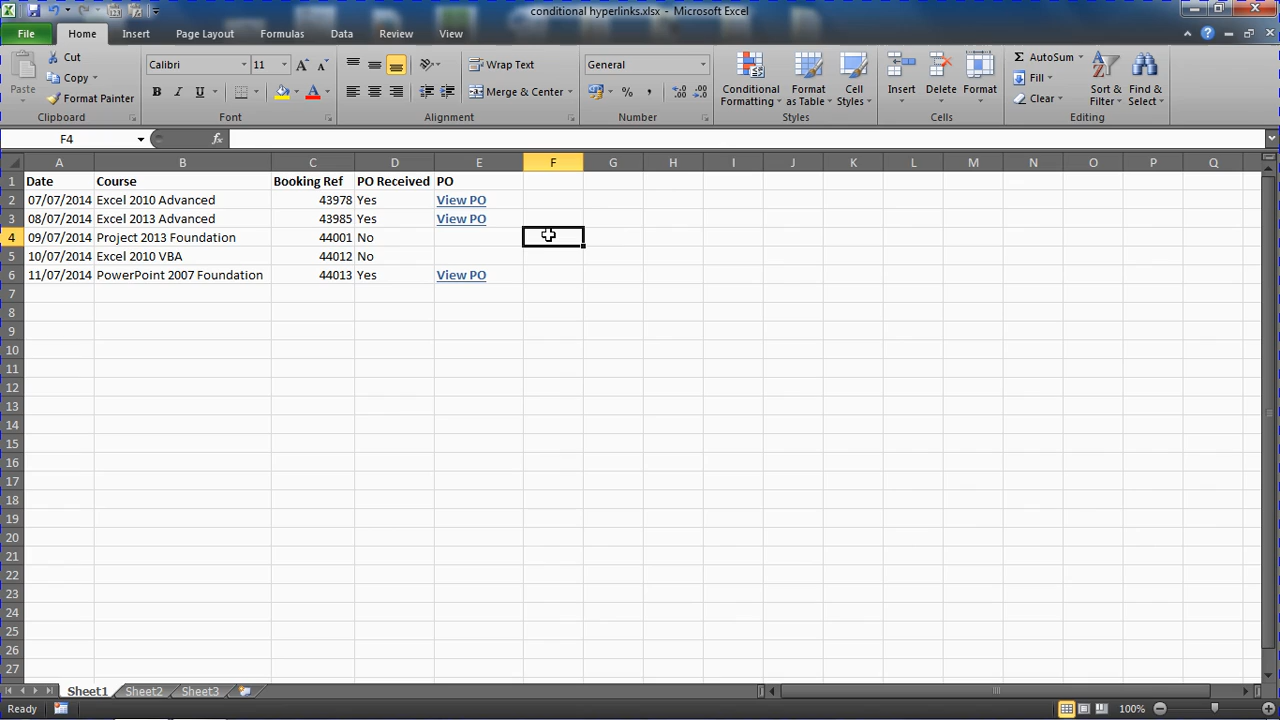 conditional hyperlinks.xlsx - Microsoft Excel
File Home Insert Page Layout Formulas Data Review View
Paste Cut Copy Format Painter Clipboard
Calibri 11 A A B I U A Font
Wrap Text Merge & Center Alignment
General % , .0 .00 .00 .0 Number
Conditional Formatting Format as Table Cell Styles Styles
Insert Delete Format Cells
Σ AutoSum Fill Clear Sort & Filter Find & Select Editing
F4 fx
A B C D E F G H I J K L M N O P Q
1 Date Course Booking Ref PO Received PO
2 07/07/2014 Excel 2010 Advanced 43978 Yes View PO
3 08/07/2014 Excel 2013 Advanced 43985 Yes View PO
4 09/07/2014 Project 2013 Foundation 44001 No
5 10/07/2014 Excel 2010 VBA 44012 No
6 11/07/2014 PowerPoint 2007 Foundation 44013 Yes View PO
7
8
9
10
11
12
13
14
15
16
17
18
19
20
21
22
23
24
25
26
27
Sheet1 Sheet2 Sheet3
Ready 100%